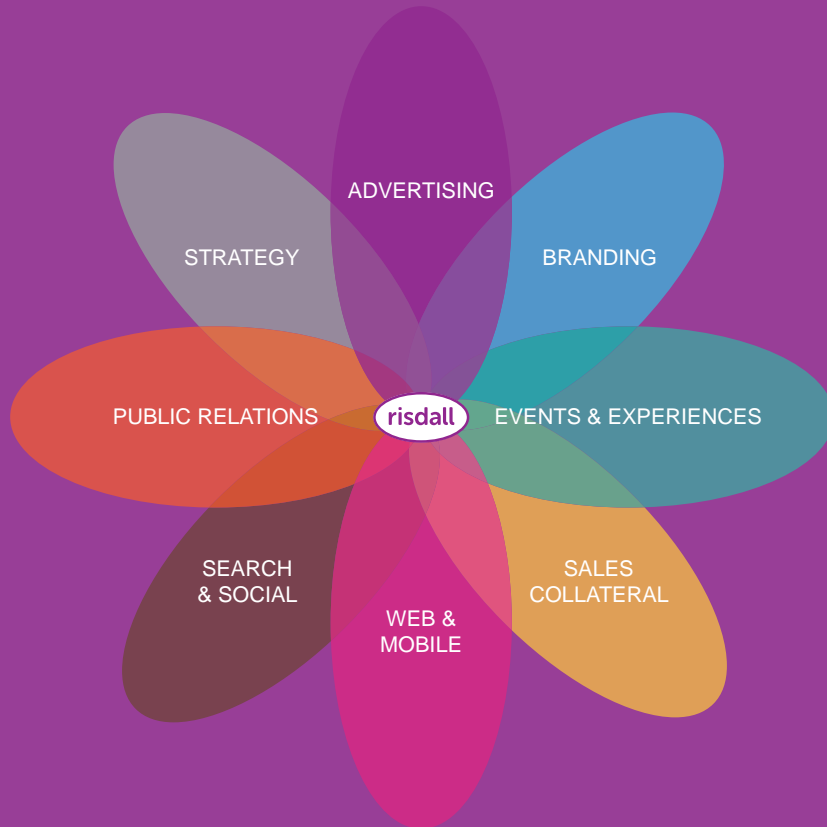 ADVERTISING
STRATEGY
BRANDING
PUBLIC RELATIONS
risdall
EVENTS & EXPERIENCES
SEARCH
& SOCIAL
SALES
COLLATERAL
WEB &
MOBILE